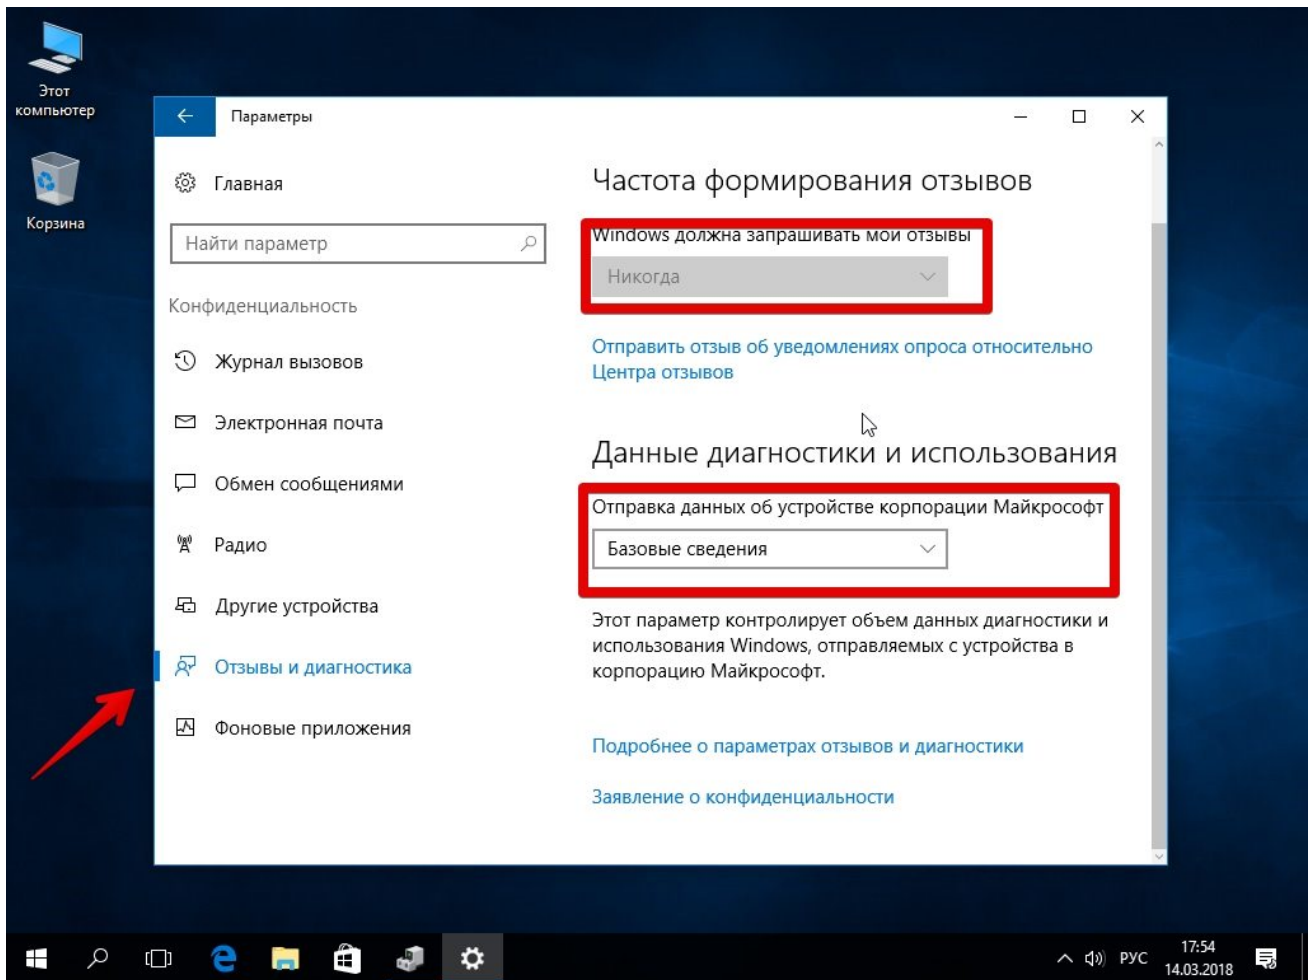 Этот
компьютер
Корзина
Параметры
Главная
Найти параметр
Конфиденциальность
Журнал вызовов
Электронная почта
Обмен сообщениями
Радио
Другие устройства
Отзывы и диагностика
Фоновые приложения
Частота формирования отзывов
Windows должна запрашивать мои отзывы
Никогда
Отправить отзыв об уведомлениях опроса относительно
Центра отзывов
Данные диагностики и использования
Отправка данных об устройстве корпорации Майкрософт
Базовые сведения
Этот параметр контролирует объем данных диагностики и
использования Windows, отправляемых с устройства в
корпорацию Майкрософт.
Подробнее о параметрах отзывов и диагностики
Заявление о конфиденциальности
РУС
17:54
14.03.2018